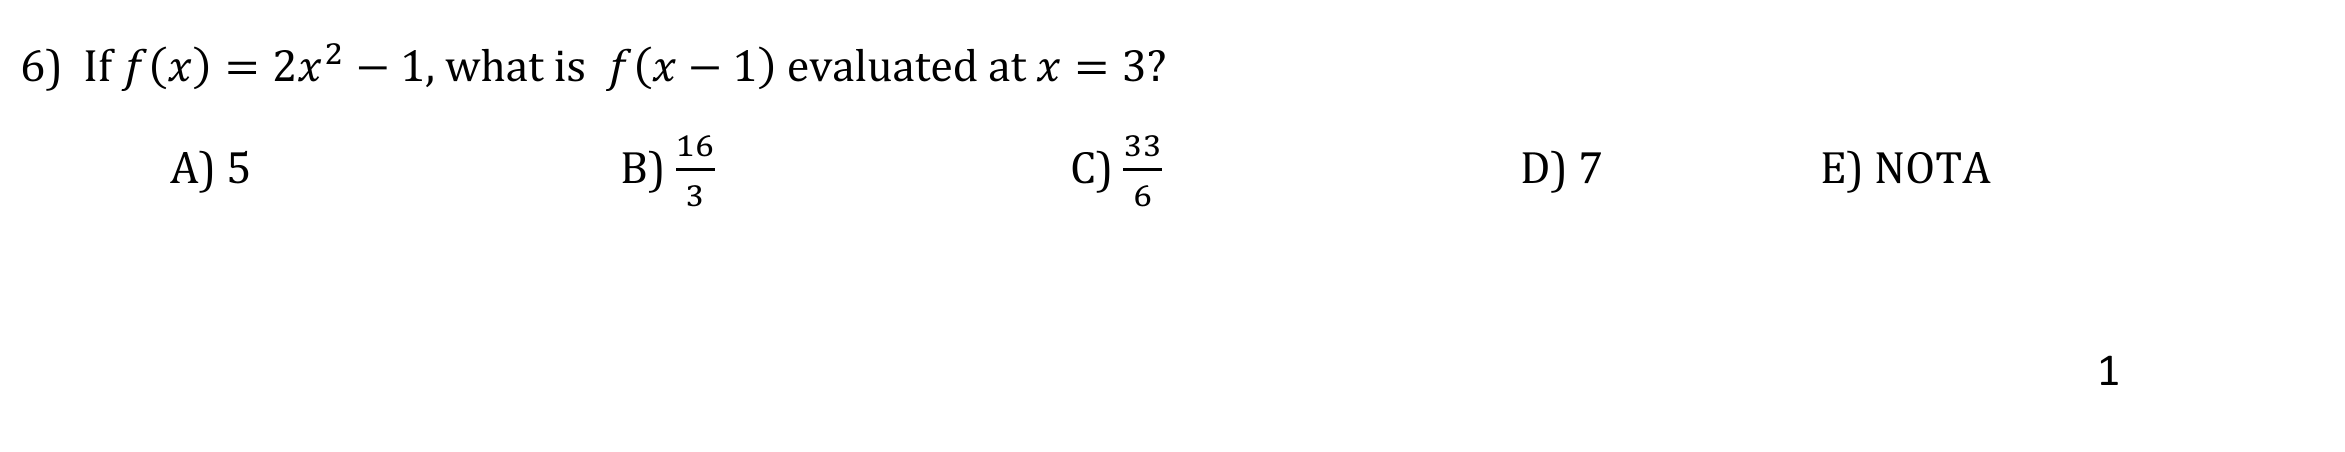 6) If f(x) = 2x² − 1, what is f(x − 1) evaluated at x = 3?
A) 5 B) 16/3 C) 33/6 D) 7 E) NOTA
1